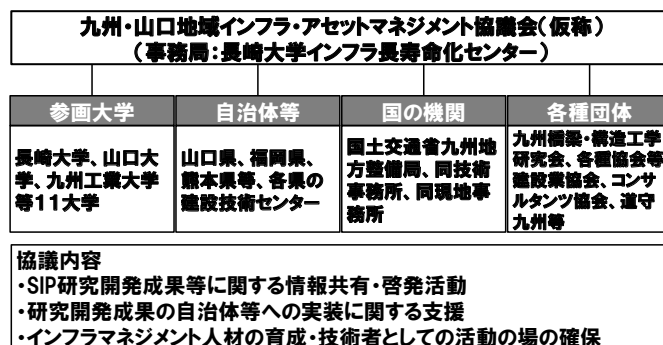 九州・山口地域インフラ・アセットマネジメント協議会(仮称)
(事務局:長崎大学インフラ長寿命化センター)
参画大学
長崎大学、山口大
学、九州工業大学
等11大学
自治体等
山口県、福岡県、
熊本県等、各県の
建設技術センター
国の機関
国土交通省九州地
方整備局、同技術
事務所、同現地事
務所
各種団体
九州橋梁・構造工学
研究会、各種協会等
建設業協会、コンサ
ルタンツ協会、道守
九州等
協議内容
・SIP研究開発成果等に関する情報共有・啓発活動
・研究開発成果の自治体等への実装に関する支援
・インフラマネジメント人材の育成・技術者としての活動の場の確保